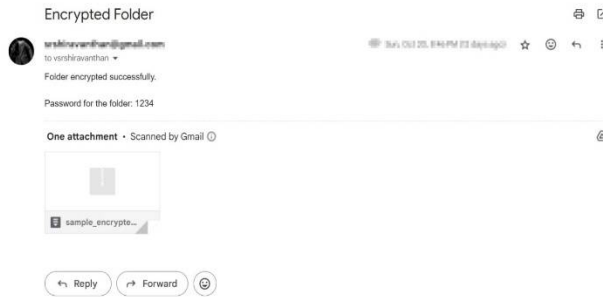 Encrypted Folder
to vsrshiravanthan
Folder encrypted successfully.
Password for the folder: 1234
One attachment • Scanned by Gmail
sample_encrypte...
Reply
Forward